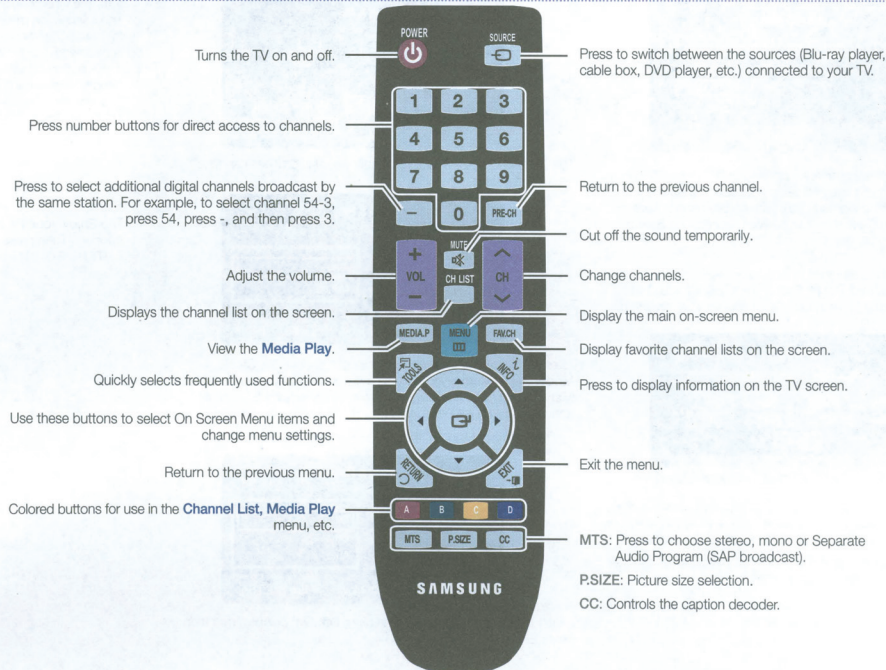 POWER
SOURCE
Turns the TV on and off.
Press to switch between the sources (Blu-ray player,
cable box, DVD player, etc.) connected to your TV.
1 2 3
Press number buttons for direct access to channels.
4 5 6
7 8 9
Press to select additional digital channels broadcast by
the same station. For example, to select channel 54-3,
press 54, press -, and then press 3.
Return to the previous channel.
− 0 PRE-CH
Cut off the sound temporarily.
MUTE
+
VOL
−
Adjust the volume.
CH LIST
CH
Change channels.
Displays the channel list on the screen.
Display the main on-screen menu.
MEDIA.P MENU FAV.CH
View the Media Play.
Display favorite channel lists on the screen.
TOOLS
i
INFO
Quickly selects frequently used functions.
Press to display information on the TV screen.
Use these buttons to select On Screen Menu items and
change menu settings.
RETURN
EXIT
Return to the previous menu.
Exit the menu.
Colored buttons for use in the Channel List, Media Play
menu, etc.
A B C D
MTS P.SIZE CC
MTS: Press to choose stereo, mono or Separate
Audio Program (SAP broadcast).
P.SIZE: Picture size selection.
CC: Controls the caption decoder.
SAMSUNG